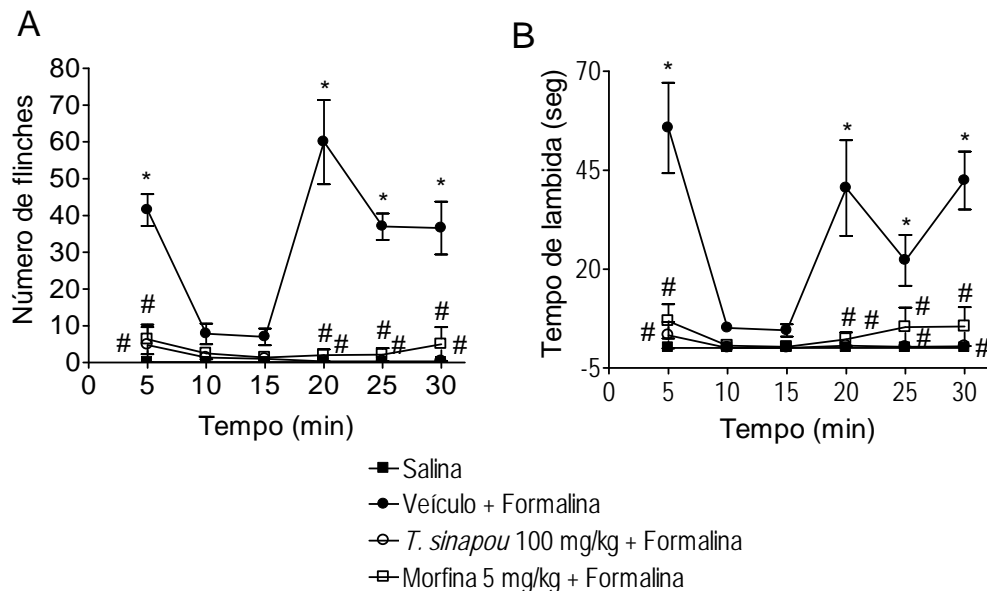 A
Número de flinches
80
70
60
50
40
30
20
10
0
* * * *
# # # # # # # #
0 5 10 15 20 25 30
Tempo (min)
B
Tempo de lambida (seg)
70
45
20
-5
* * * *
# # # # # # # #
0 5 10 15 20 25 30
Tempo (min)
Salina
Veículo + Formalina
T. sinapou 100 mg/kg + Formalina
Morfina 5 mg/kg + Formalina